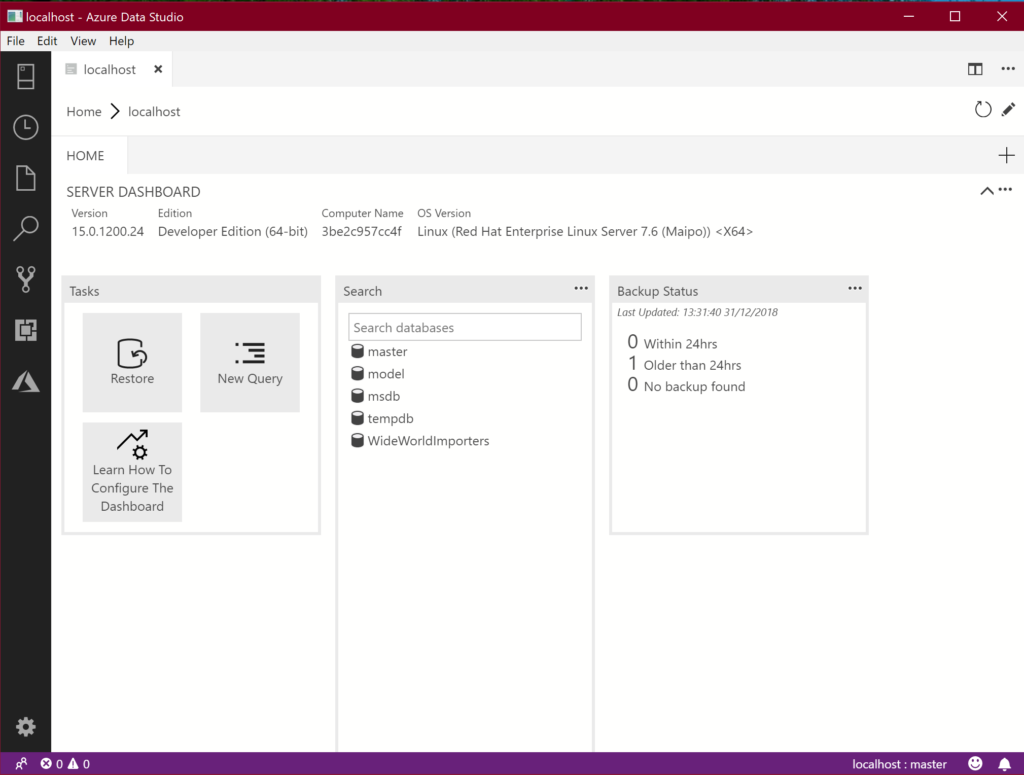 localhost - Azure Data Studio
File Edit View Help
localhost
Home localhost
HOME
SERVER DASHBOARD
Version Edition Computer Name OS Version
15.0.1200.24 Developer Edition (64-bit) 3be2c957cc4f Linux (Red Hat Enterprise Linux Server 7.6 (Maipo)) <X64>
Tasks
Restore
New Query
Learn How To
Configure The
Dashboard
Search
Search databases
master
model
msdb
tempdb
WideWorldImporters
Backup Status
Last Updated: 13:31:40 31/12/2018
0 Within 24hrs
1 Older than 24hrs
0 No backup found
0 0 localhost : master